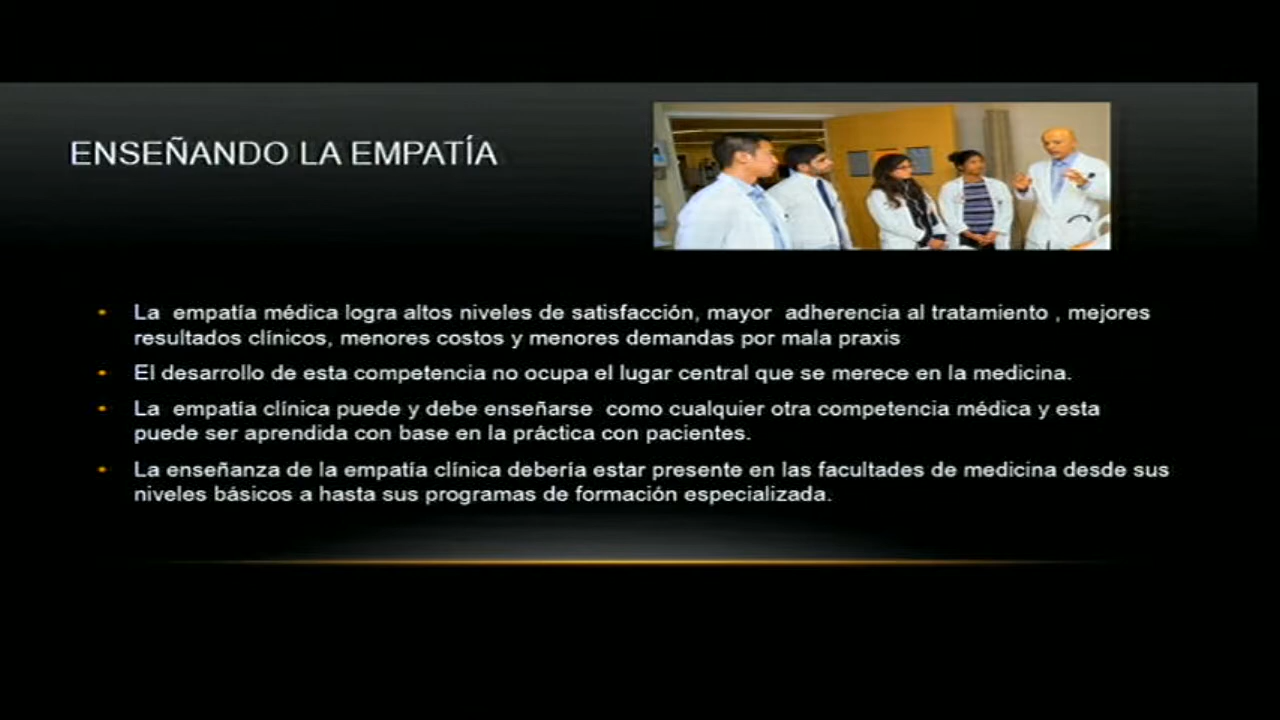 ENSEÑANDO LA EMPATÍA
• La empatía médica logra altos niveles de satisfacción, mayor adherencia al tratamiento , mejores
resultados clínicos, menores costos y menores demandas por mala praxis
• El desarrollo de esta competencia no ocupa el lugar central que se merece en la medicina.
• La empatía clínica puede y debe enseñarse como cualquier otra competencia médica y esta
puede ser aprendida con base en la práctica con pacientes.
• La enseñanza de la empatía clínica debería estar presente en las facultades de medicina desde sus
niveles básicos a hasta sus programas de formación especializada.